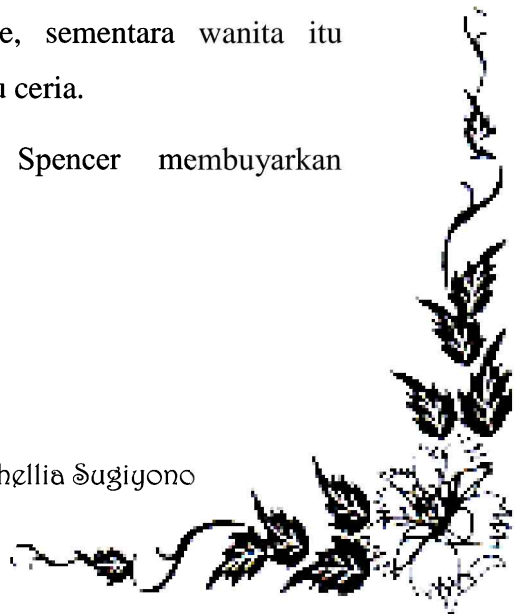 e, sementara wanita itu
u ceria.
Spencer membuyarkan
hellia Sugiyono